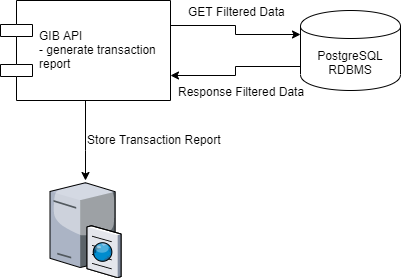 GET Filtered Data
GIB API
- generate transaction
report
PostgreSQL
RDBMS
Response Filtered Data
Store Transaction Report